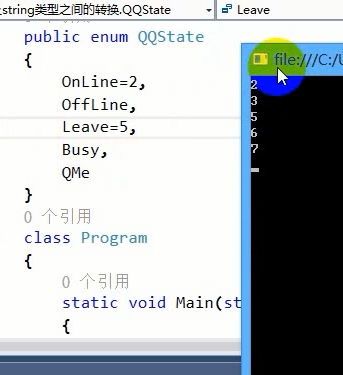 string类型之间的转换.QQState
Leave
public enum QQState
{
OnLine=2,
OffLine,
Leave=5,
Busy,
QMe
}
0 个引用
class Program
{
0 个引用
static void Main(st
{
file:///C:/U
2
3
5
6
7